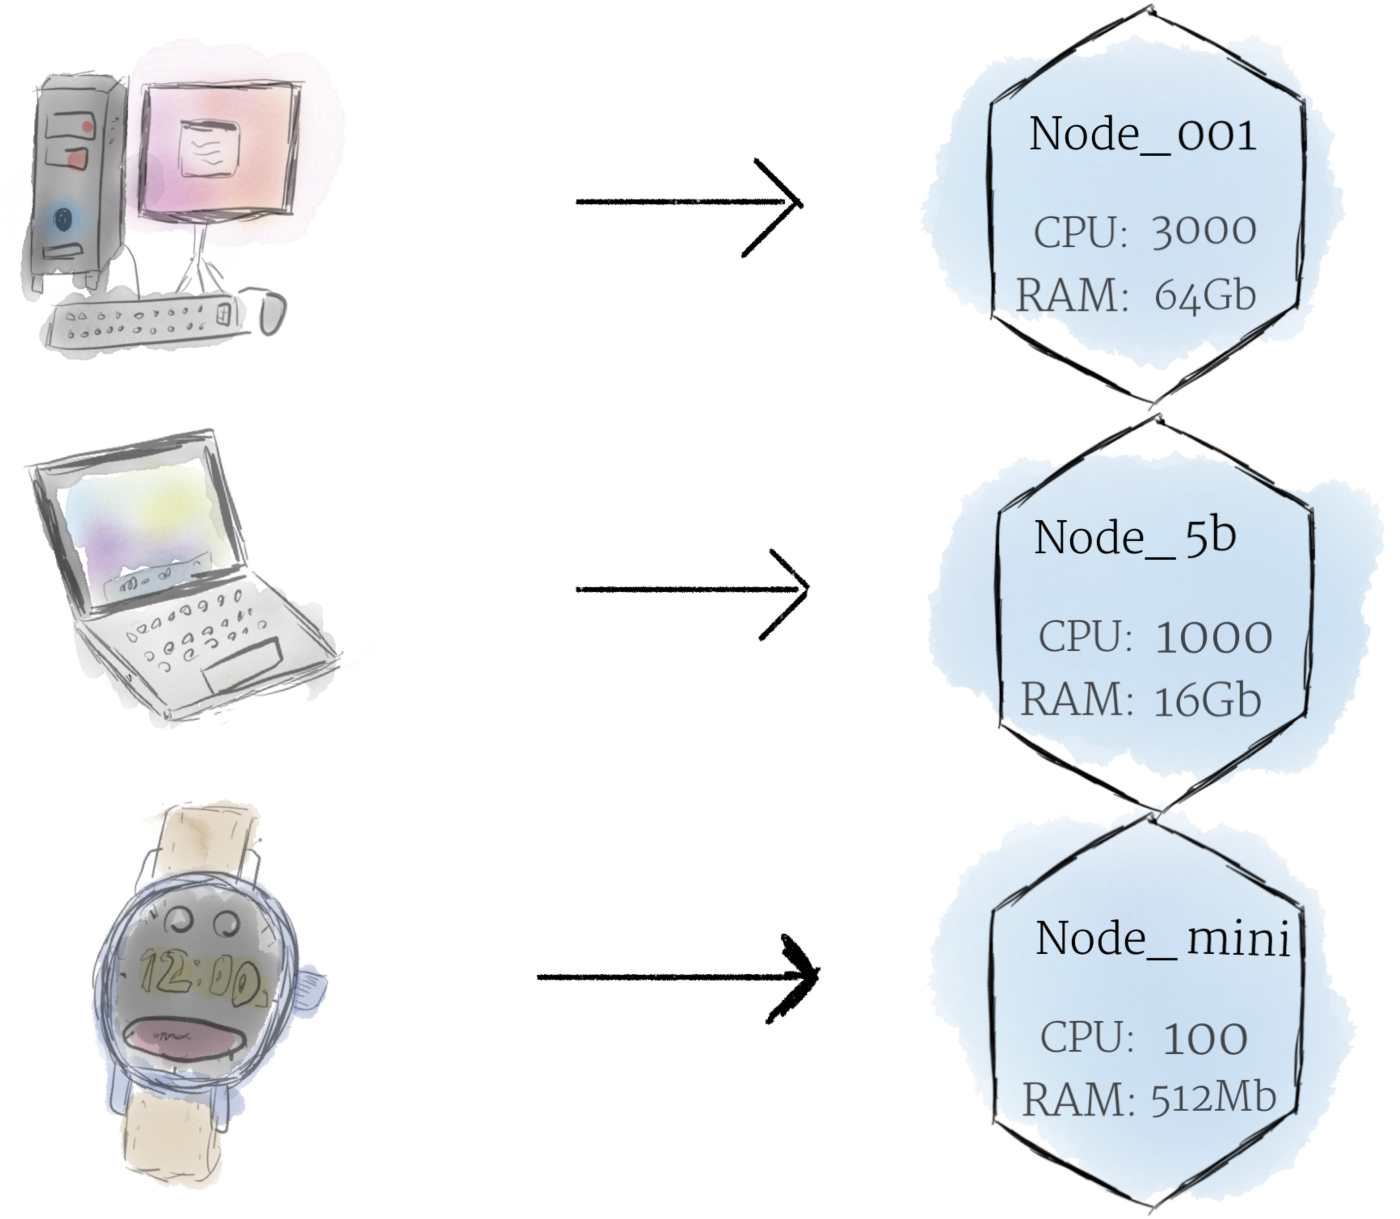 Node_001
CPU: 3000
RAM: 64Gb
Node_5b
CPU: 1000
RAM: 16Gb
12:00
Node_mini
CPU: 100
RAM: 512Mb